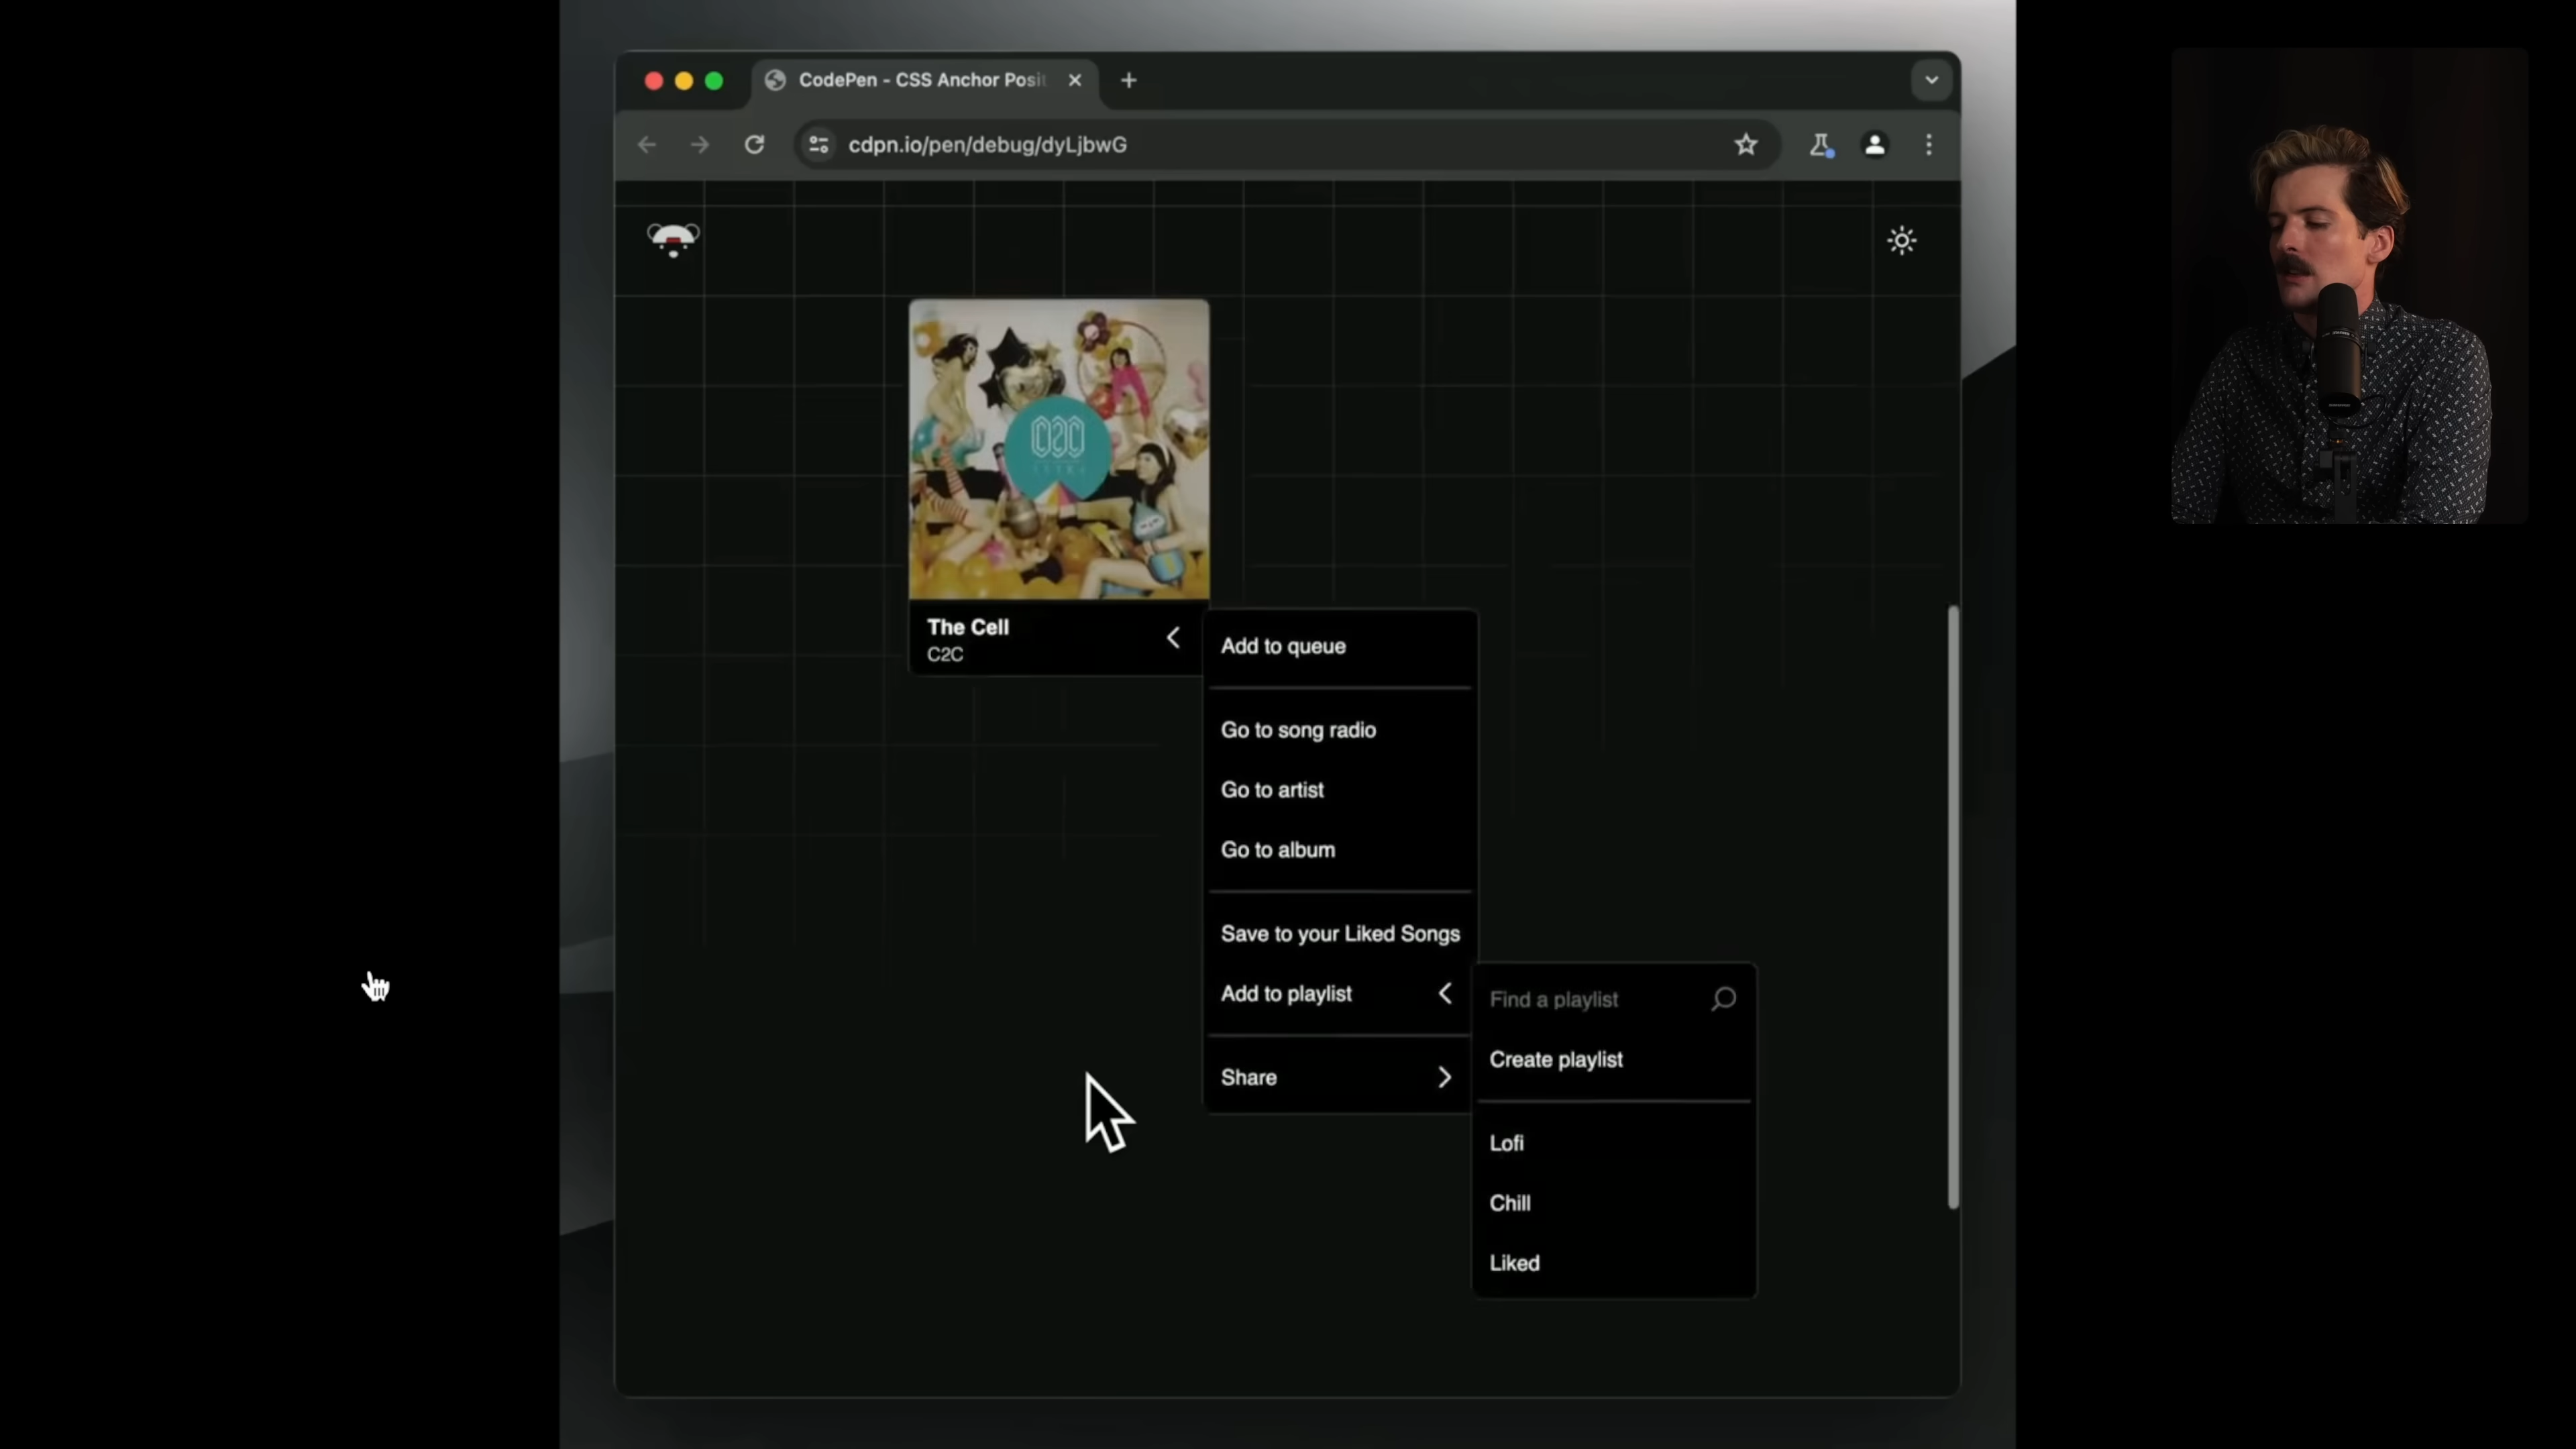 CodePen - CSS Anchor Posit
cdpn.io/pen/debug/dyLjbwG
C2C
The Cell
C2C
Add to queue
Go to song radio
Go to artist
Go to album
Save to your Liked Songs
Add to playlist
Share
Find a playlist
Create playlist
Lofi
Chill
Liked